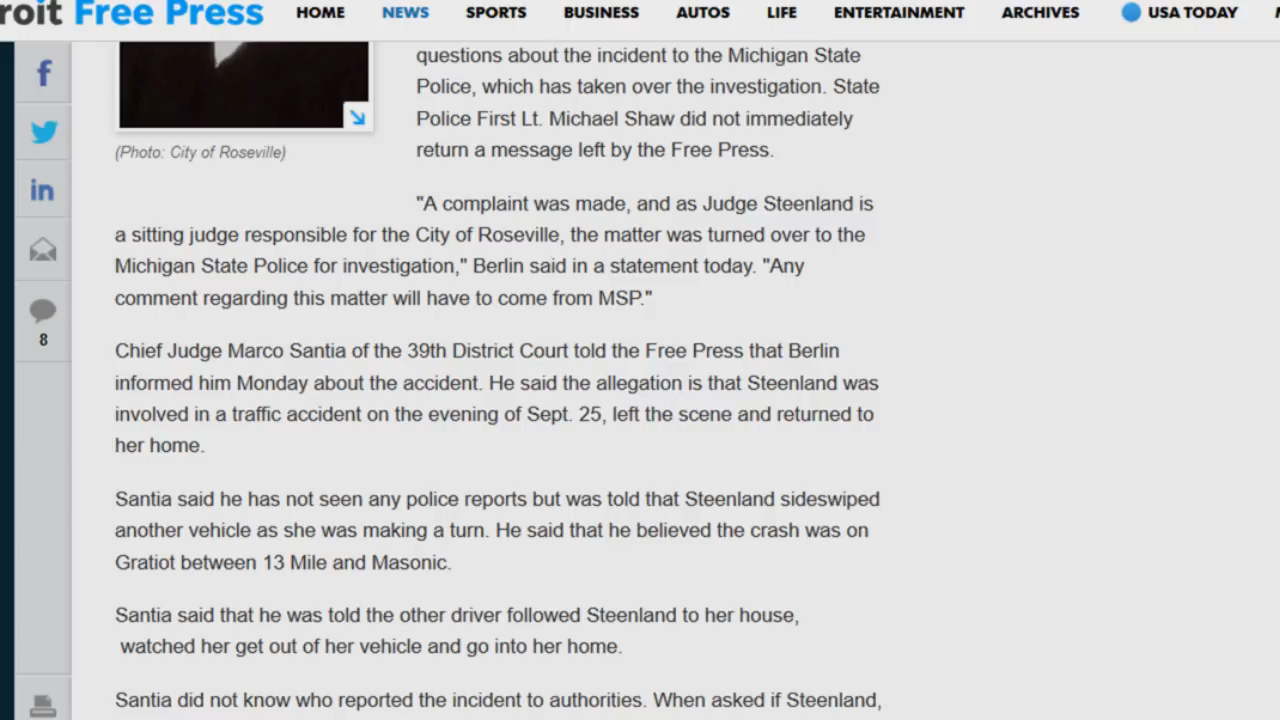 roit Free Press HOME NEWS SPORTS BUSINESS AUTOS LIFE ENTERTAINMENT ARCHIVES USA TODAY
questions about the incident to the Michigan State
Police, which has taken over the investigation. State
Police First Lt. Michael Shaw did not immediately
return a message left by the Free Press.
(Photo: City of Roseville)
"A complaint was made, and as Judge Steenland is
a sitting judge responsible for the City of Roseville, the matter was turned over to the
Michigan State Police for investigation," Berlin said in a statement today. "Any
comment regarding this matter will have to come from MSP."
8
Chief Judge Marco Santia of the 39th District Court told the Free Press that Berlin
informed him Monday about the accident. He said the allegation is that Steenland was
involved in a traffic accident on the evening of Sept. 25, left the scene and returned to
her home.
Santia said he has not seen any police reports but was told that Steenland sideswiped
another vehicle as she was making a turn. He said that he believed the crash was on
Gratiot between 13 Mile and Masonic.
Santia said that he was told the other driver followed Steenland to her house,
watched her get out of her vehicle and go into her home.
Santia did not know who reported the incident to authorities. When asked if Steenland,